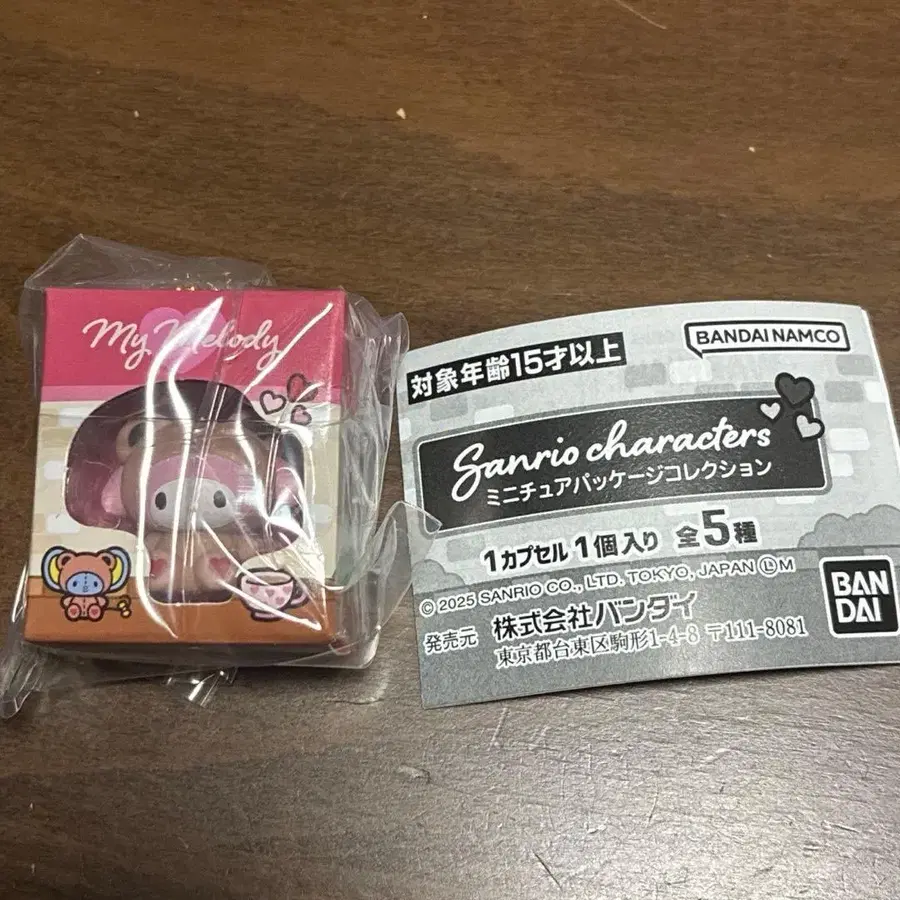 My Melody
対象年齢15才以上
BANDAI NAMCO
Sanrio characters
ミニチュアパッケージコレクション
1カプセル1個入り 全5種
© 2025 SANRIO CO., LTD. TOKYO, JAPAN Ⓛ M
発売元 株式会社バンダイ
東京都台東区駒形1-4-8 〒111-8081
BAN
DAI